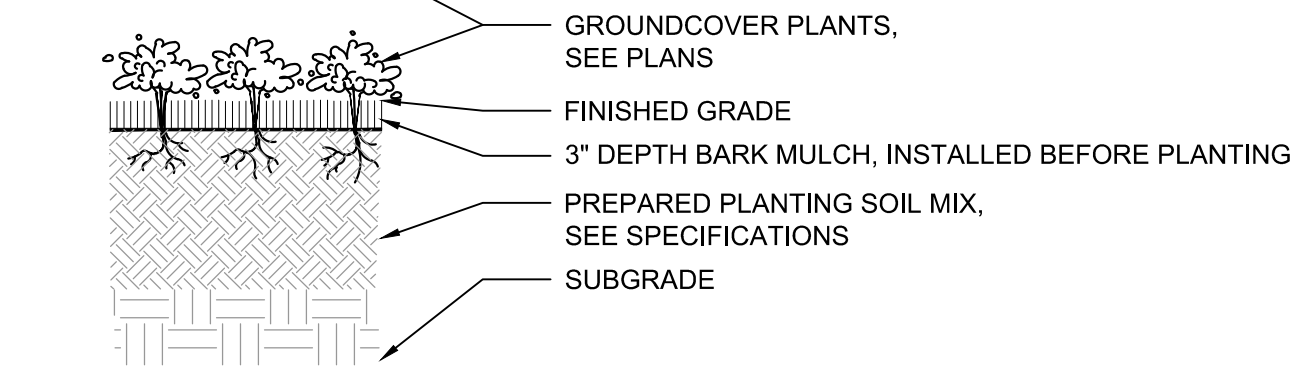 GROUNDCOVER PLANTS,
SEE PLANS
FINISHED GRADE
3" DEPTH BARK MULCH, INSTALLED BEFORE PLANTING
PREPARED PLANTING SOIL MIX,
SEE SPECIFICATIONS
SUBGRADE